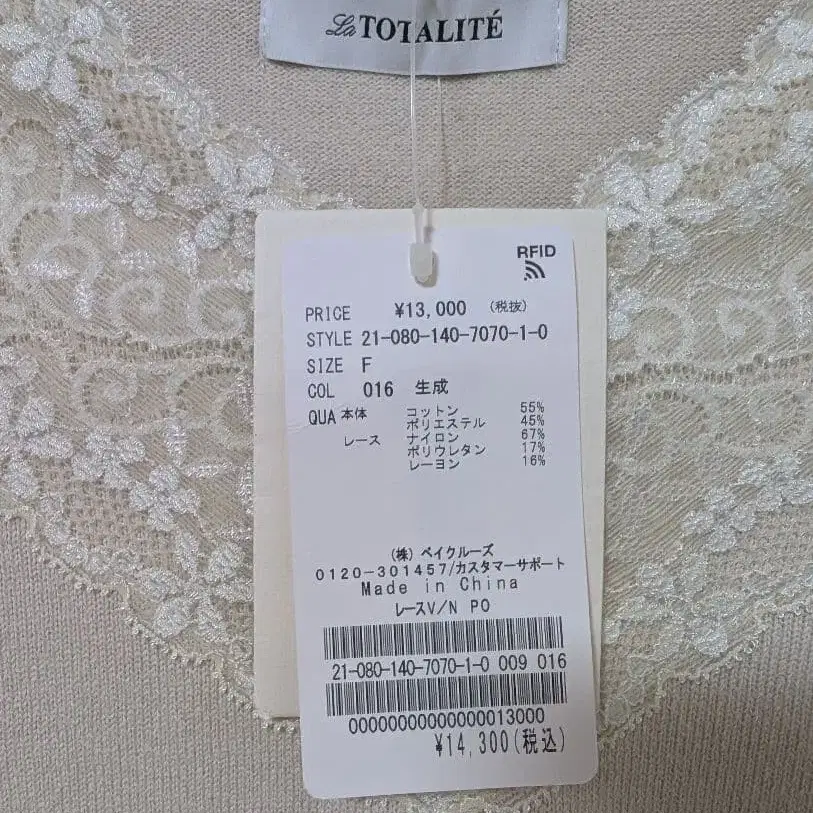 La TOTALITÉ
RFID
PRICE ¥13,000 (税抜)
STYLE 21-080-140-7070-1-0
SIZE F
COL 016 生成
QUA 本体 コットン 55%
ポリエステル 45%
レース ナイロン 67%
ポリウレタン 17%
レーヨン 16%
(株) ベイクルーズ
0120-301457/カスタマーサポート
Made in China
レースV/N PO
21-080-140-7070-1-0 009 016
00000000000000013000
¥14,300(税込)